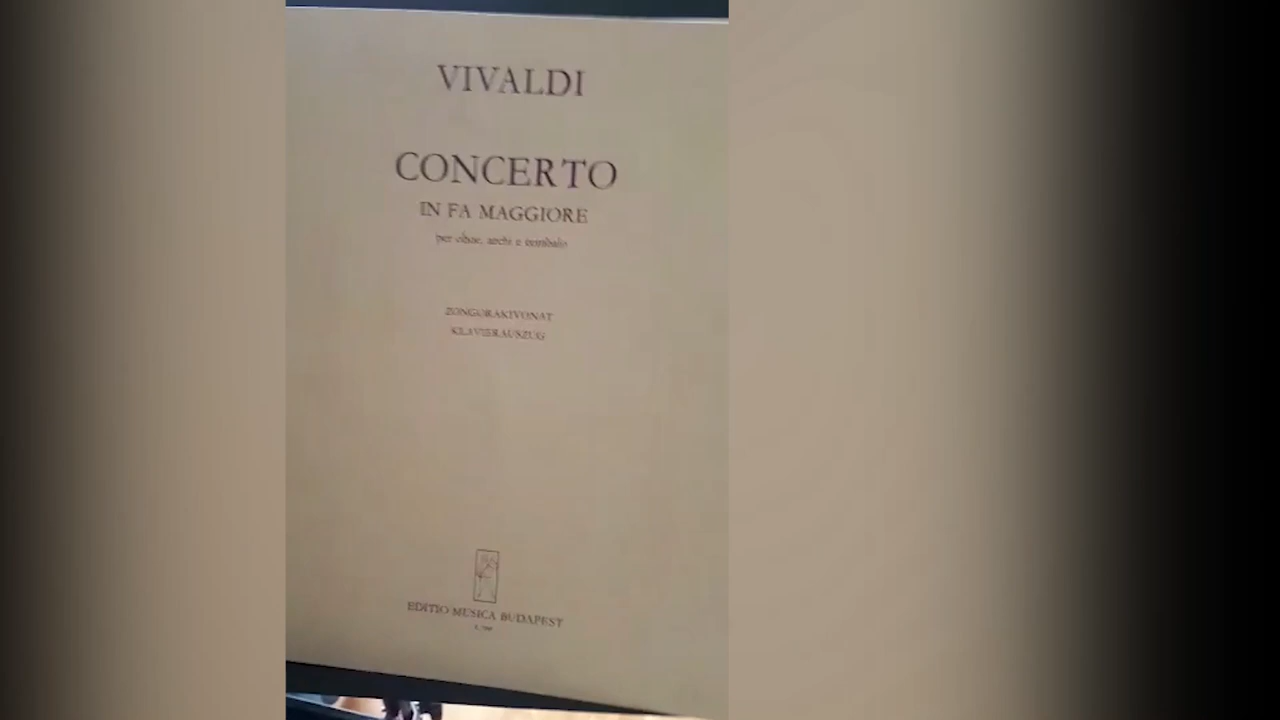 VIVALDI
CONCERTO
IN FA MAGGIORE
per oboe, archi e cembalo
ZONGORAKIVONAT
KLAVIERAUSZUG
EDITIO MUSICA BUDAPEST